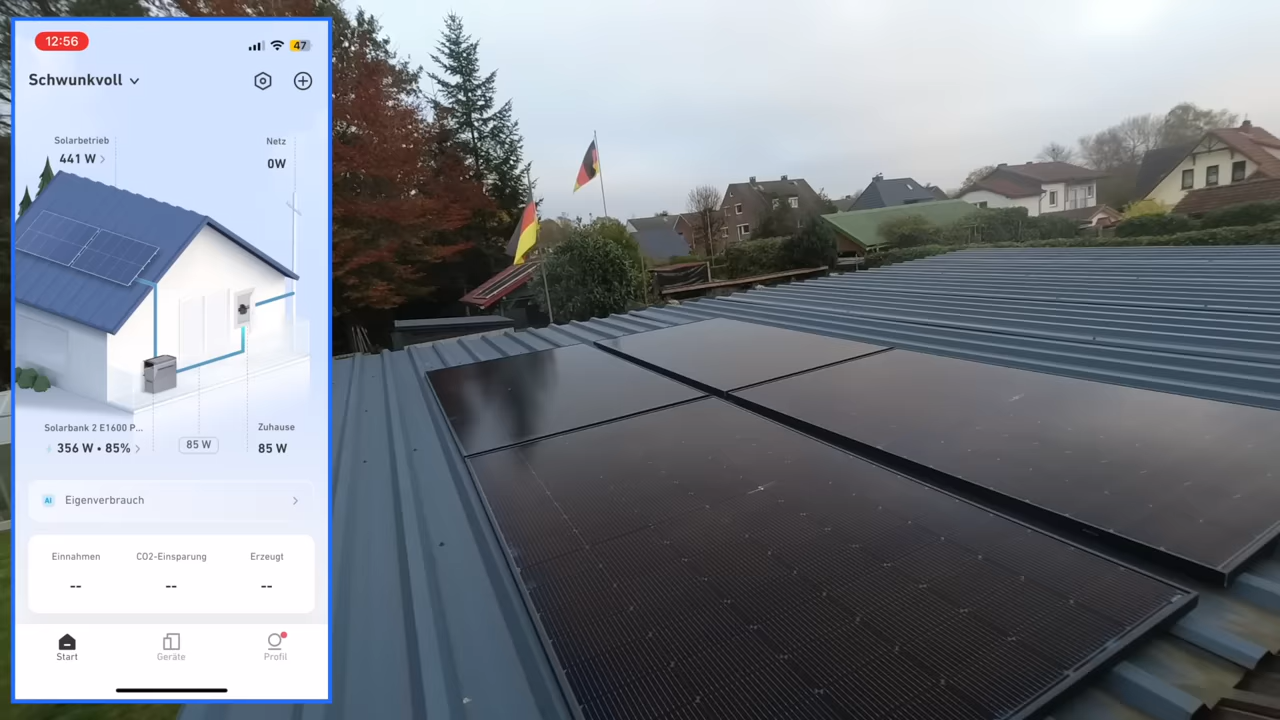 12:56
47
Schwunkvoll
Solarbetrieb
441 W
Netz
0W
Solarbank 2 E1600 P...
356 W • 85%
85 W
Zuhause
85 W
AI Eigenverbrauch
Einnahmen CO2-Einsparung Erzeugt
-- -- --
Start Geräte Profil